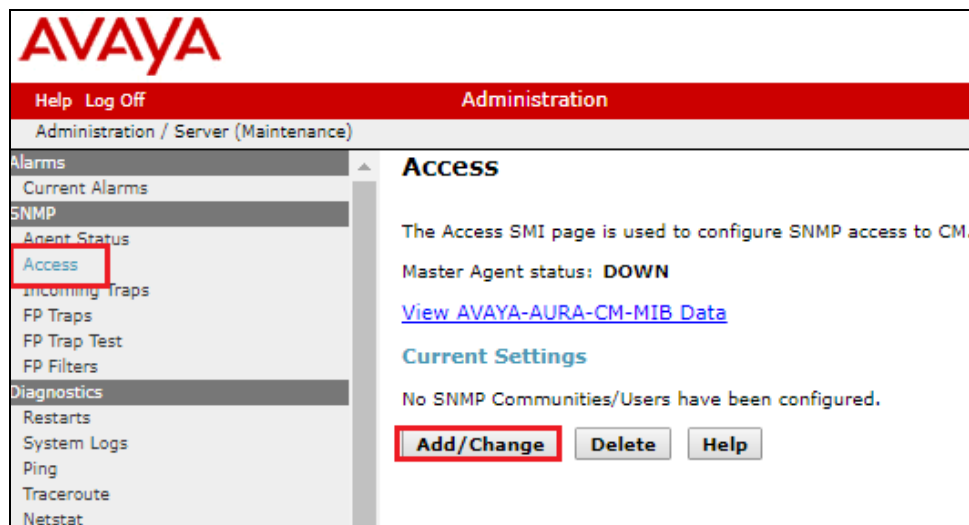 AVAYA
Help Log Off
Administration
Administration / Server (Maintenance)
Alarms
Current Alarms
SNMP
Agent Status
Access
Incoming Traps
FP Traps
FP Trap Test
FP Filters
Diagnostics
Restarts
System Logs
Ping
Traceroute
Netstat
Access
The Access SMI page is used to configure SNMP access to CM.
Master Agent status: DOWN
View AVAYA-AURA-CM-MIB Data
Current Settings
No SNMP Communities/Users have been configured.
Add/Change Delete Help